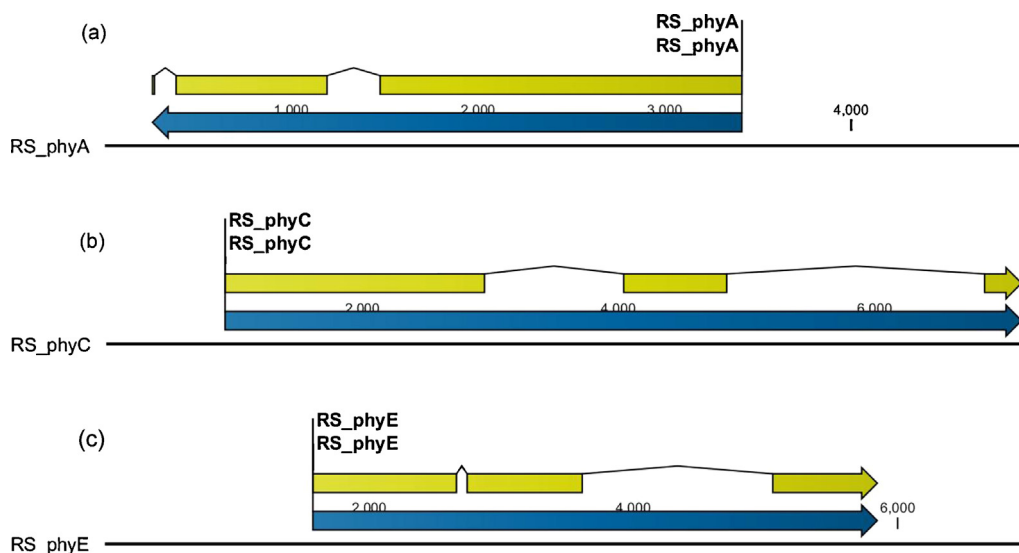 (a)
RS_phyA
RS_phyA
1,000 2,000 3,000 4,000
RS_phyA
(b)
RS_phyC
RS_phyC
2,000 4,000 6,000
RS_phyC
(c)
RS_phyE
RS_phyE
2,000 4,000 6,000
RS_phyE